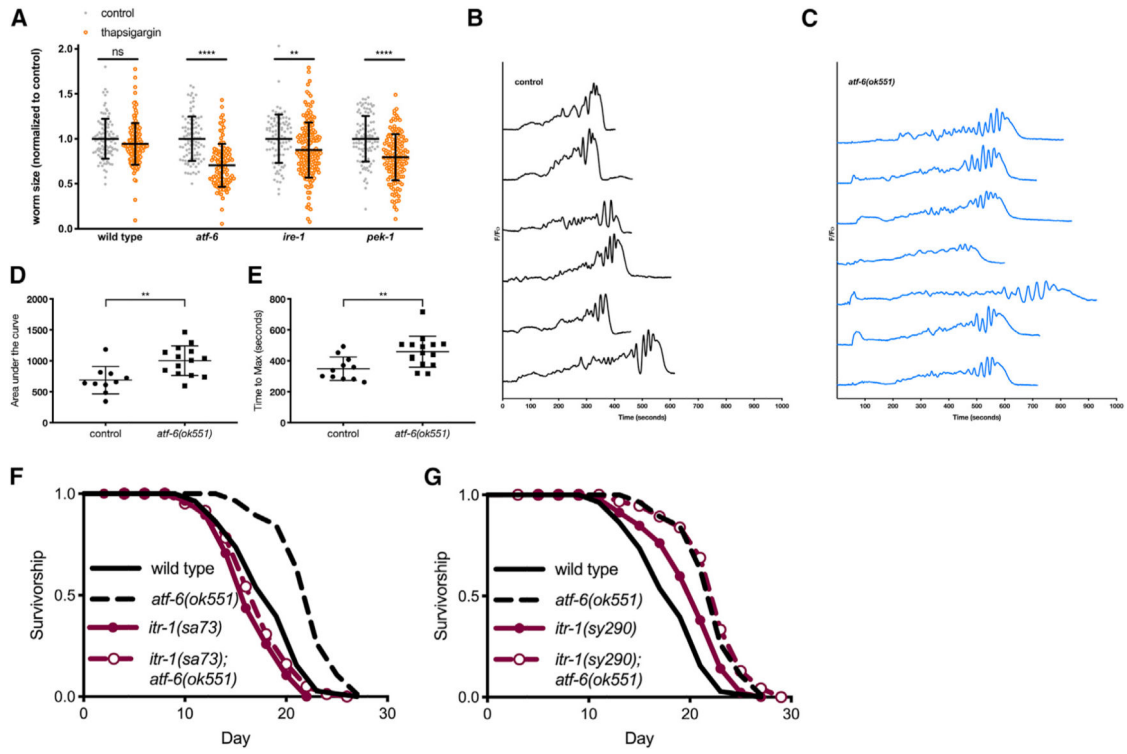 A
control
thapsigargin
worm size (normalized to control)
2.0
1.5
1.0
0.5
0.0
ns
****
**
****
wild type
atf-6
ire-1
pek-1
B
control
F/F₀
0 100 200 300 400 500 600 700 800 900 1000
Time (seconds)
C
atf-6(ok551)
F/F₀
0 100 200 300 400 500 600 700 800 900 1000
Time (seconds)
D
Area under the curve
2000
1500
1000
500
0
**
control
atf-6(ok551)
E
Time to Max (seconds)
800
600
400
200
0
**
control
atf-6(ok551)
F
Survivorship
1.0
0.5
0.0
wild type
atf-6(ok551)
itr-1(sa73)
itr-1(sa73);
atf-6(ok551)
0 10 20 30
Day
G
Survivorship
1.0
0.5
0.0
wild type
atf-6(ok551)
itr-1(sy290)
itr-1(sy290);
atf-6(ok551)
0 10 20 30
Day